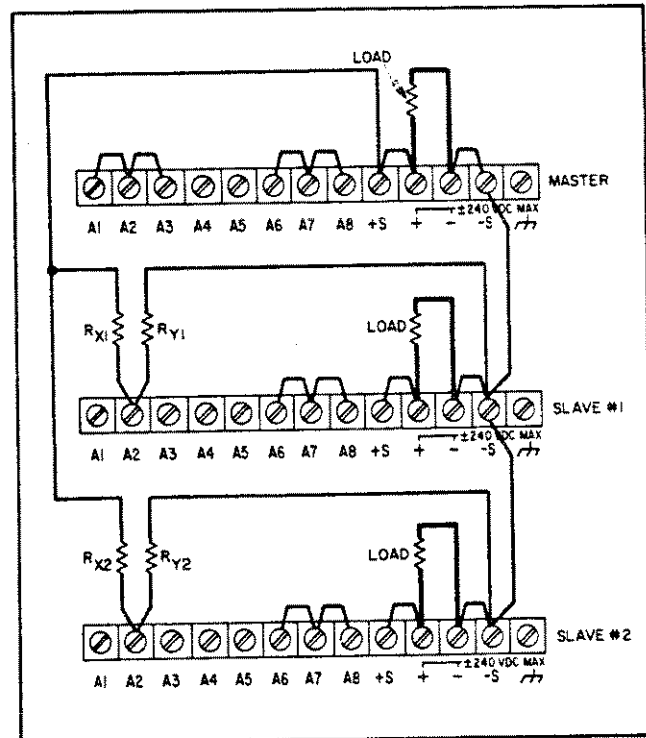 LOAD
MASTER
A1 A2 A3 A4 A5 A6 A7 A8 +S + - -S
±240 VDC MAX
RX1 RY1 LOAD
SLAVE #1
A1 A2 A3 A4 A5 A6 A7 A8 +S + - -S
±240 VDC MAX
RX2 RY2 LOAD
SLAVE #2
A1 A2 A3 A4 A5 A6 A7 A8 +S + - -S
±240 VDC MAX